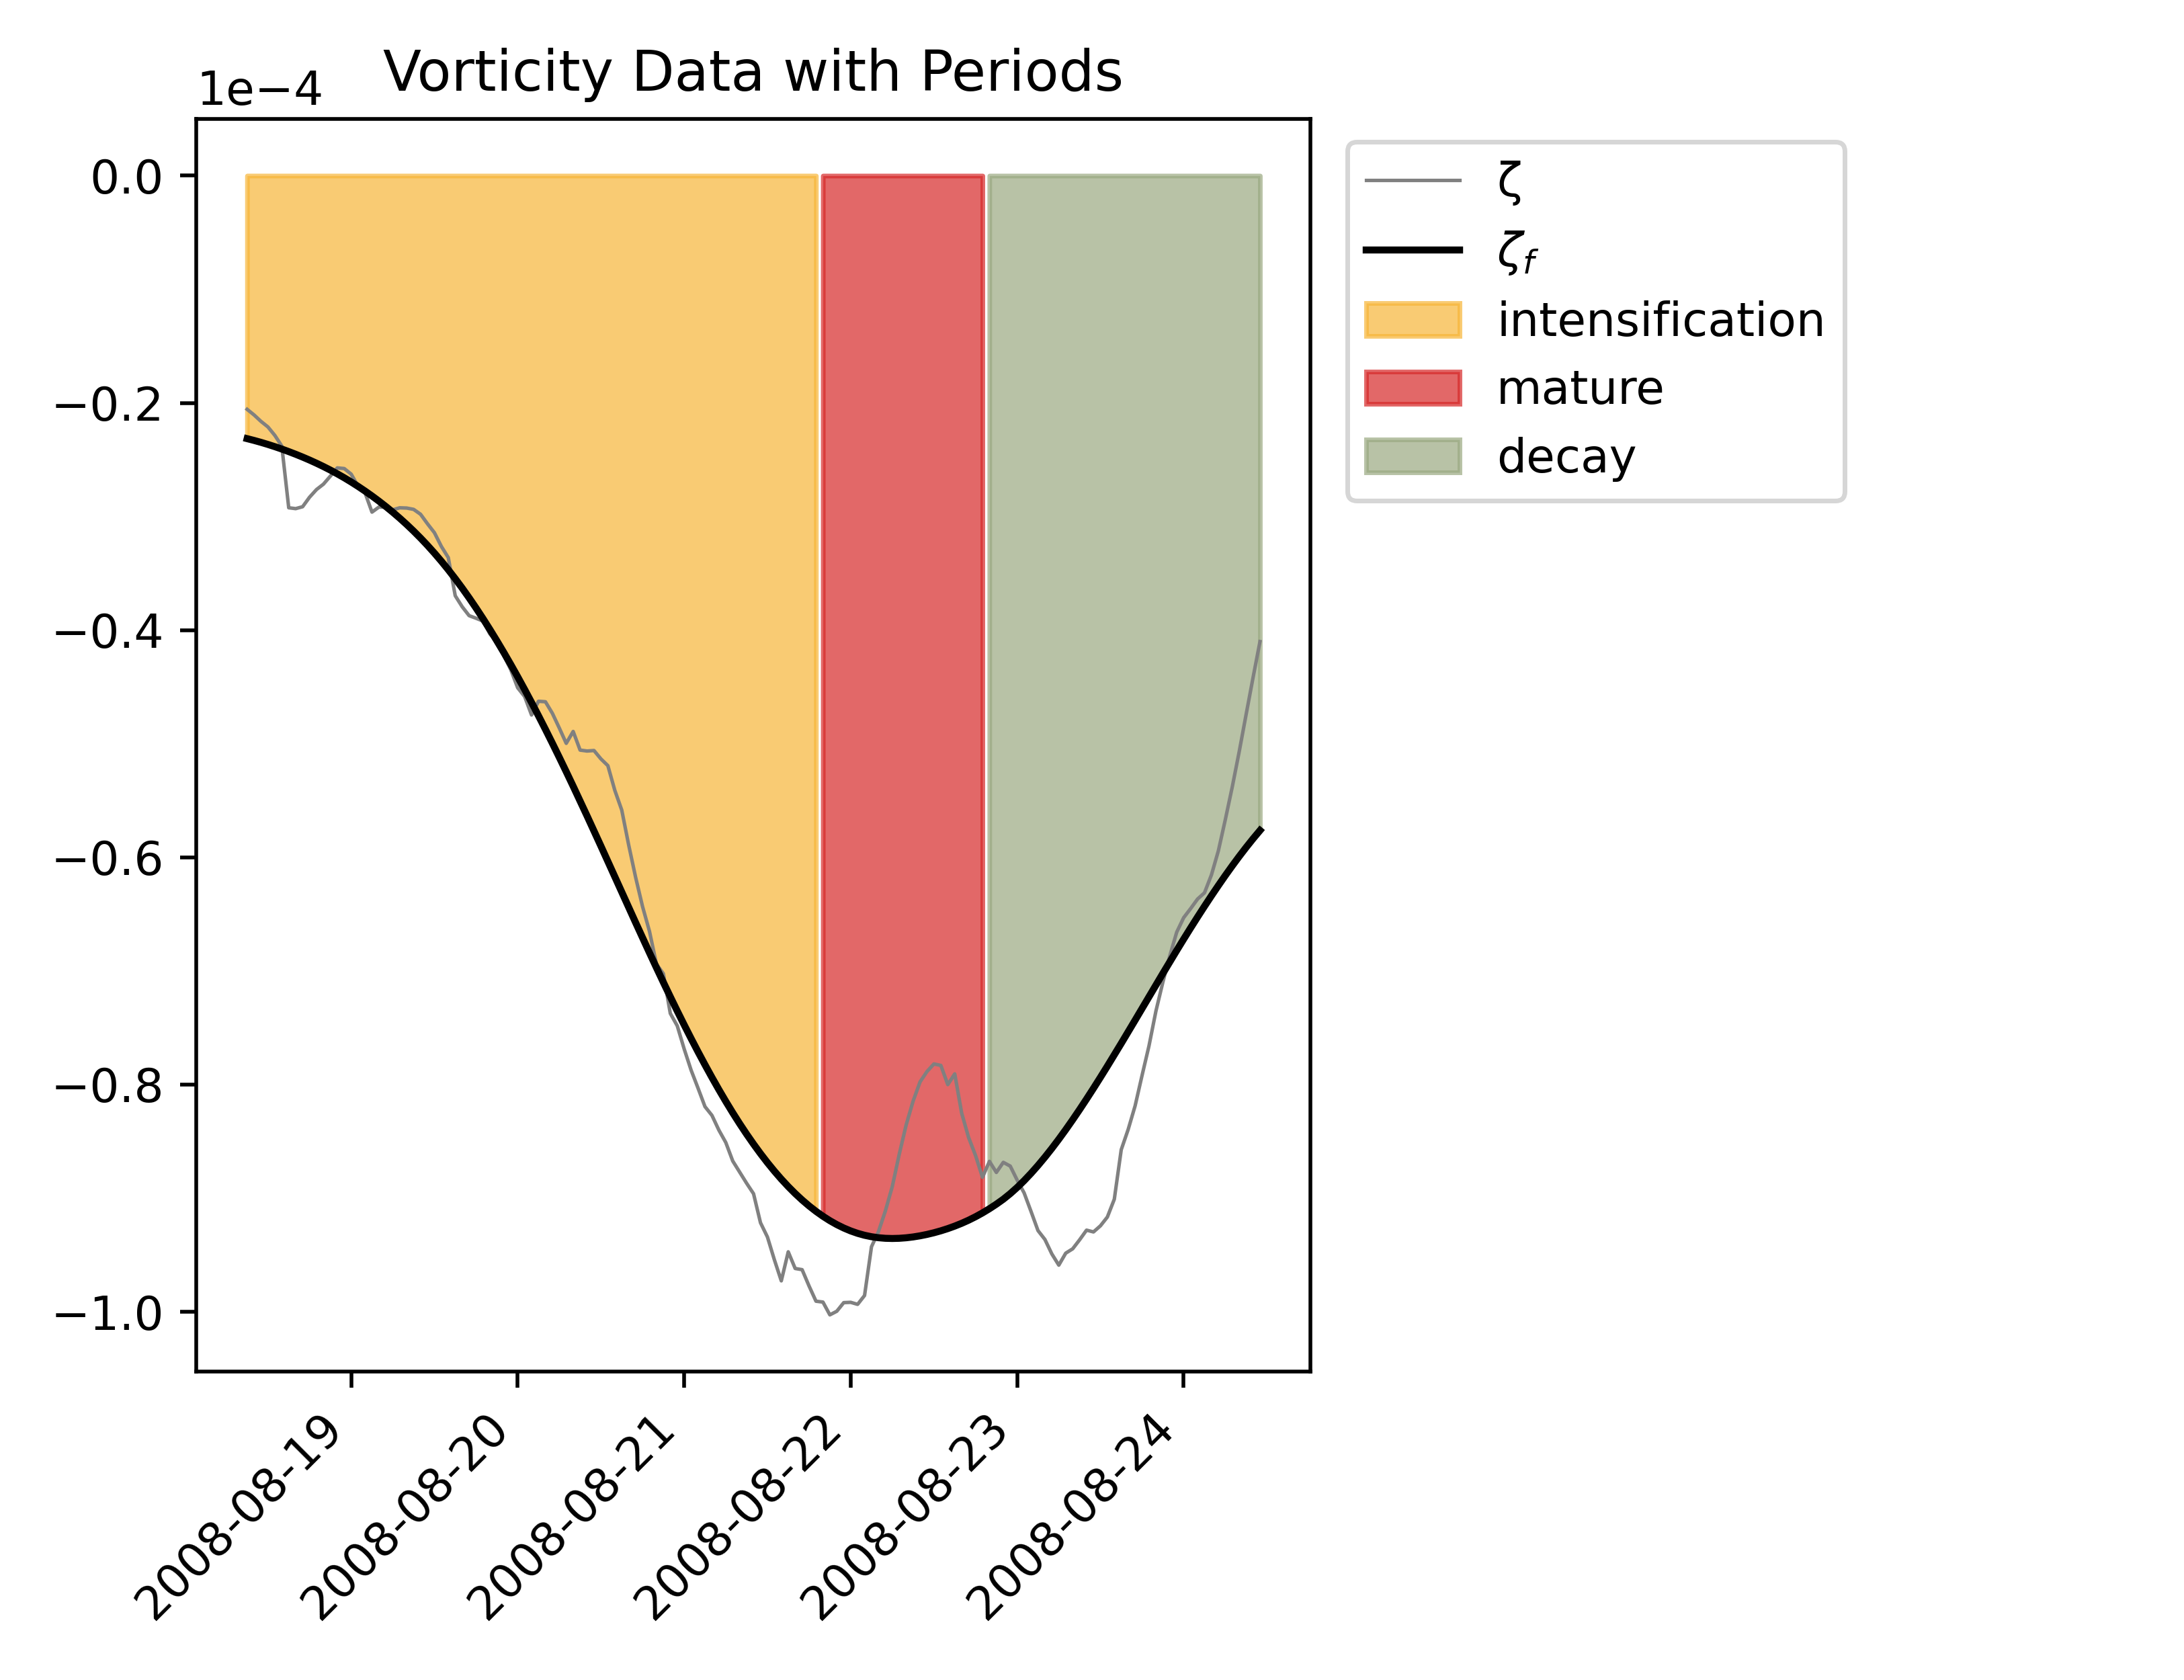 Vorticity Data with Periods
1e−4
0.0
−0.2
−0.4
−0.6
−0.8
−1.0
2008-08-19
2008-08-20
2008-08-21
2008-08-22
2008-08-23
2008-08-24
ζ
ζf
intensification
mature
decay